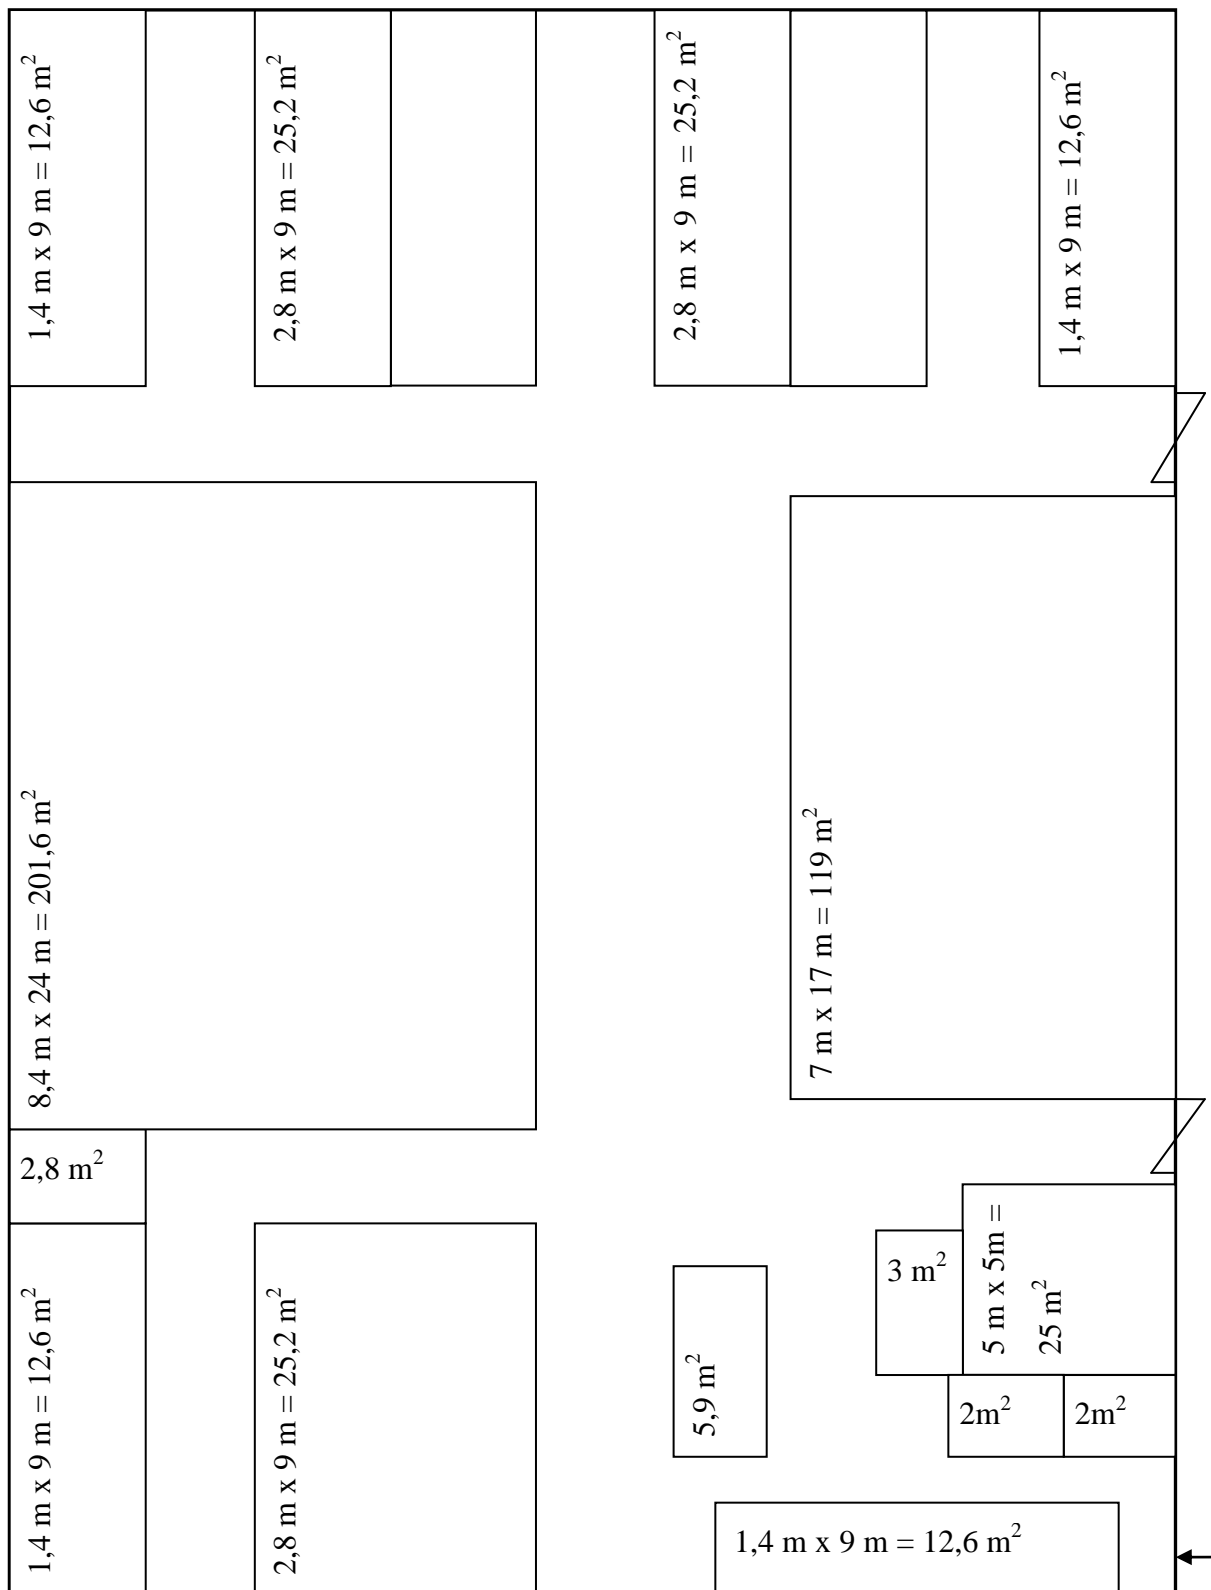 1,4 m x 9 m = 12,6 m²
2,8 m x 9 m = 25,2 m²
2,8 m x 9 m = 25,2 m²
1,4 m x 9 m = 12,6 m²
8,4 m x 24 m = 201,6 m²
7 m x 17 m = 119 m²
2,8 m²
1,4 m x 9 m = 12,6 m²
2,8 m x 9 m = 25,2 m²
5,9 m²
3 m²
5 m x 5m =
25 m²
2m²
2m²
1,4 m x 9 m = 12,6 m²